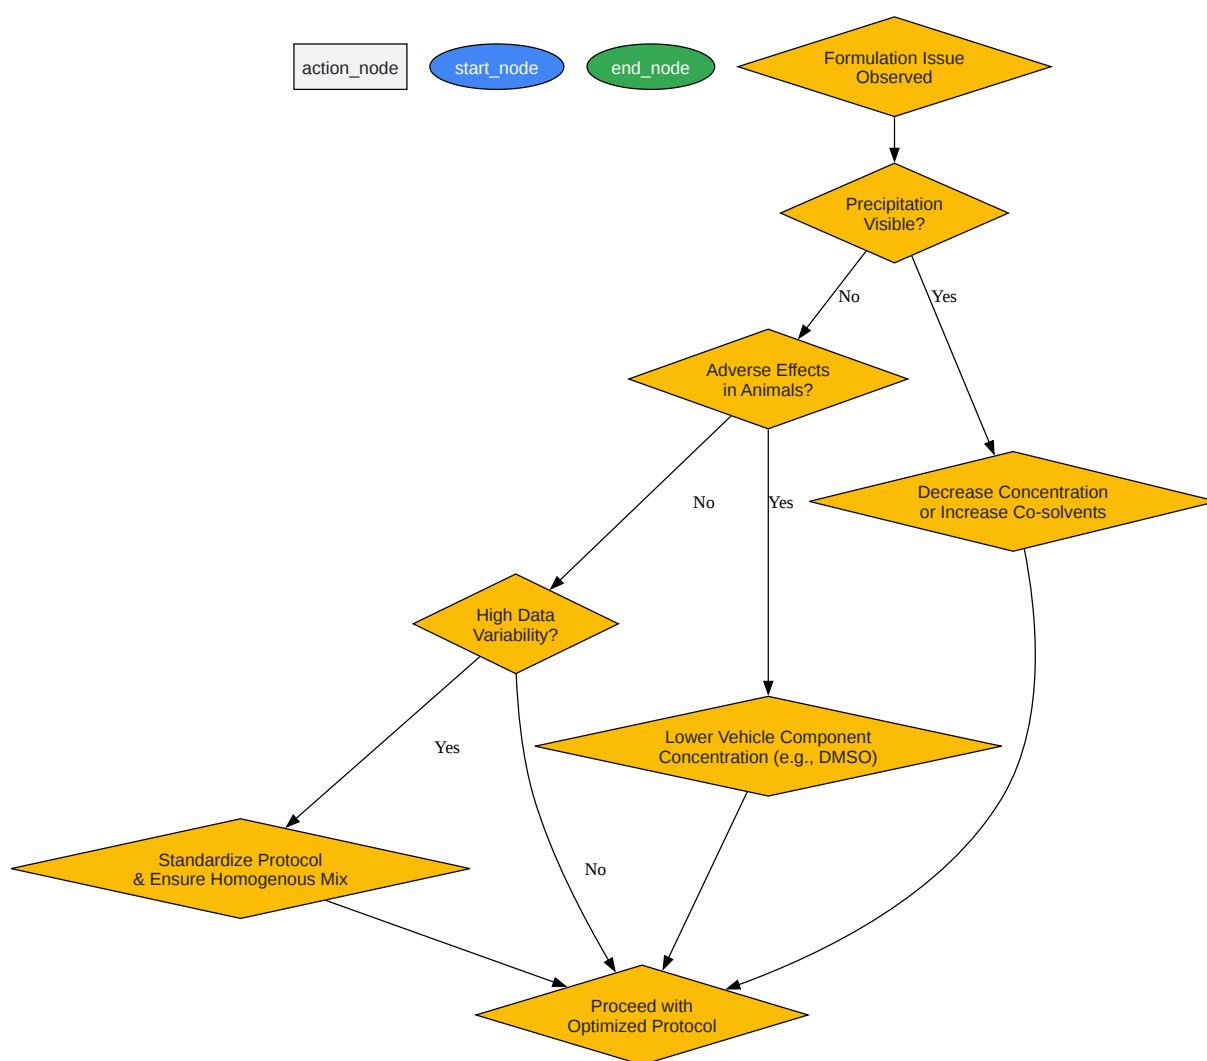 action_node
start_node
end_node
Formulation Issue
Observed
Precipitation
Visible?
No
Yes
Adverse Effects
in Animals?
No
Yes
Decrease Concentration
or Increase Co-solvents
High Data
Variability?
Yes
Lower Vehicle Component
Concentration (e.g., DMSO)
No
Standardize Protocol
& Ensure Homogenous Mix
Proceed with
Optimized Protocol